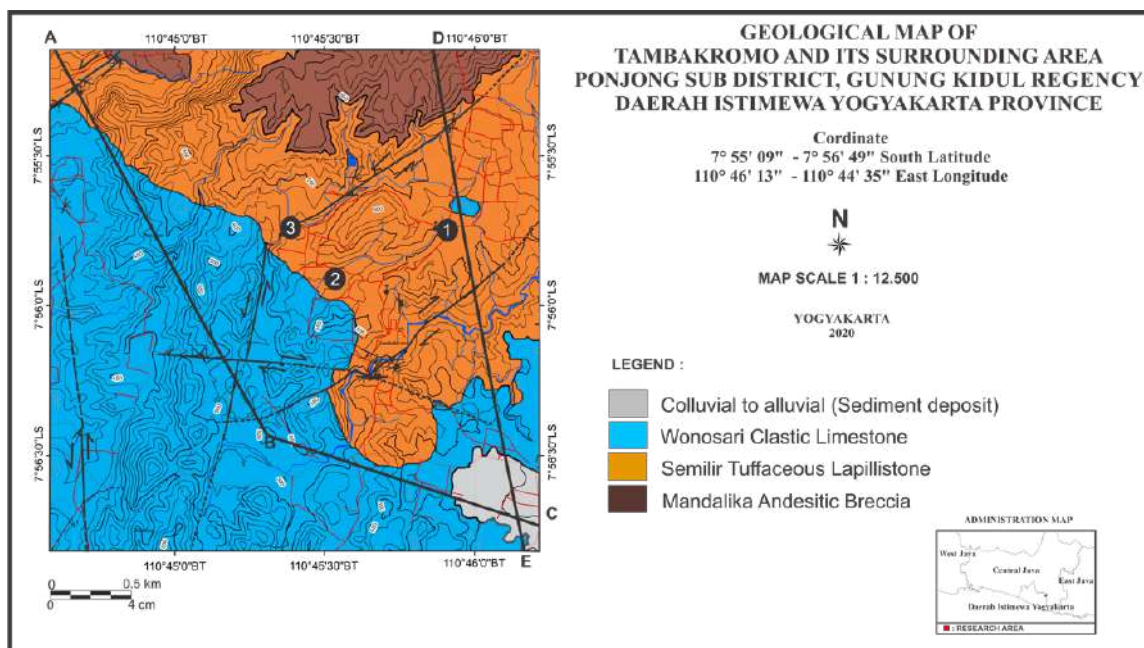 A
110°45'0"BT
110°45'30"BT
D
110°46'0"BT
7°55'30"LS
7°55'30"LS
3
1
2
7°56'0"LS
7°56'0"LS
B
7°56'30"LS
7°56'30"LS
C
110°45'0"BT
110°45'30"BT
110°46'0"BT
E
0 0.5 km
0 4 cm
GEOLOGICAL MAP OF
TAMBAKROMO AND ITS SURROUNDING AREA
PONJONG SUB DISTRICT, GUNUNG KIDUL REGENCY
DAERAH ISTIMEWA YOGYAKARTA PROVINCE
Cordinate
7° 55' 09" - 7° 56' 49" South Latitude
110° 46' 13" - 110° 44' 35" East Longitude
N
MAP SCALE 1 : 12.500
YOGYAKARTA
2020
LEGEND :
Colluvial to alluvial (Sediment deposit)
Wonosari Clastic Limestone
Semilir Tuffaceous Lapillistone
Mandalika Andesitic Breccia
ADMINISTRATION MAP
West Java
Central Java
East Java
Daerah Istimewa Yogyakarta
: RESEARCH AREA